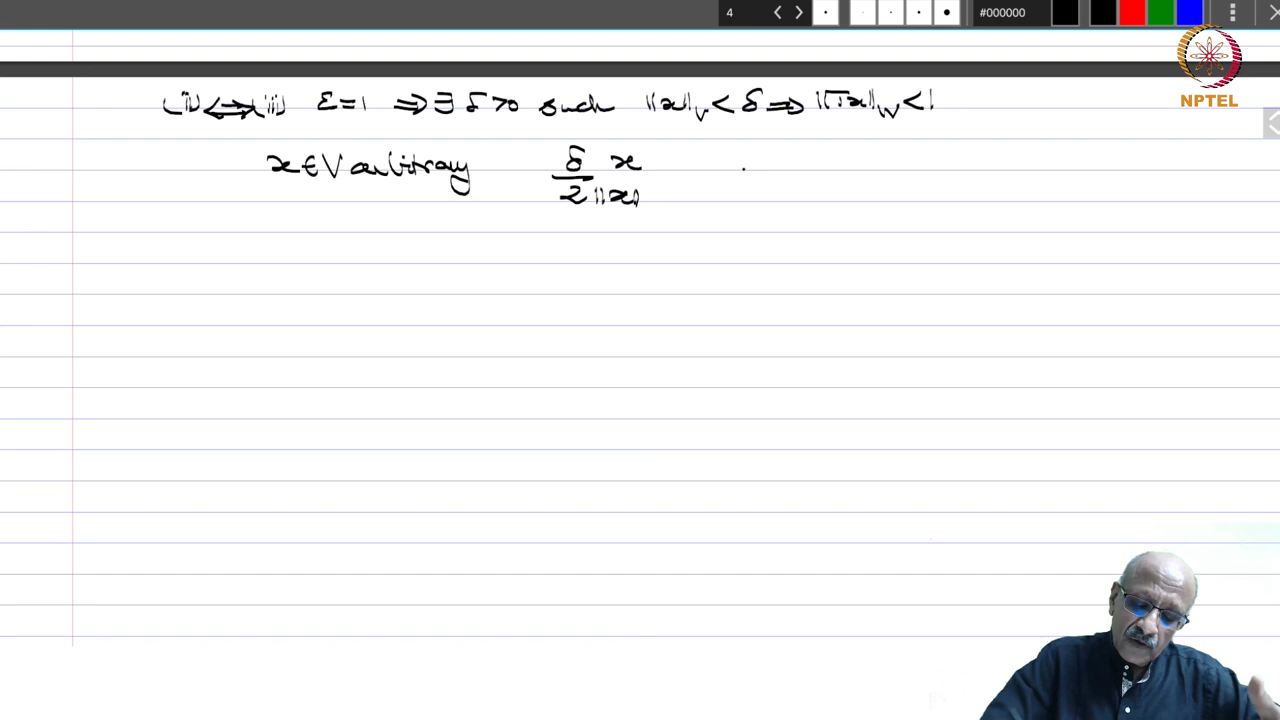 4 #000000
NPTEL
(ii) ⟺ (iii) ε=1 ⟹ ∃ δ>0 such ||x||_V < δ ⟹ ||Tx||_W < 1
x ∈ V arbitrary δ x
2||x||